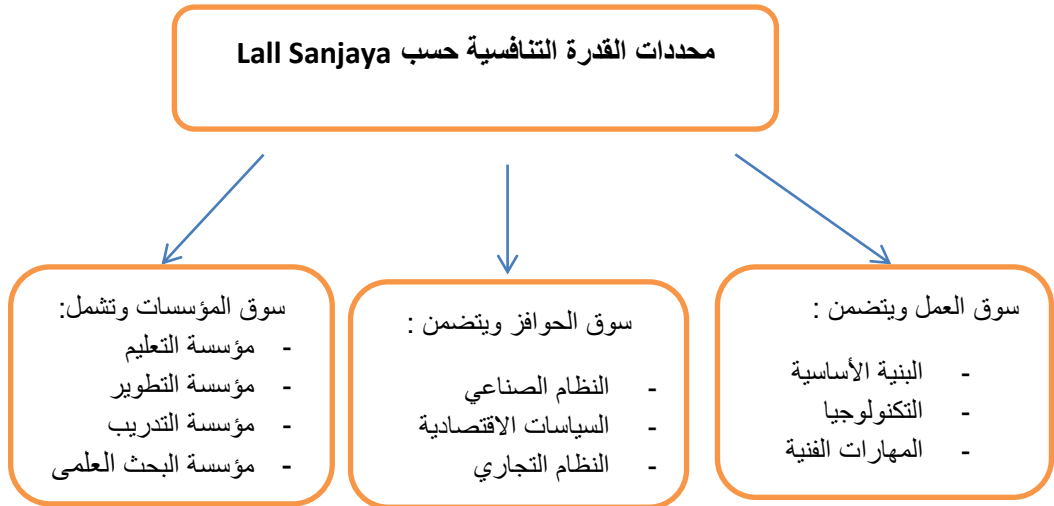 محددات القدرة التنافسية حسب Lall Sanjaya
سوق العمل ويتضمن :
- البنية الأساسية
- التكنولوجيا
- المهارات الفنية
سوق الحوافز ويتضمن :
- النظام الصناعي
- السياسات الاقتصادية
- النظام التجاري
سوق المؤسسات وتشمل:
- مؤسسة التعليم
- مؤسسة التطوير
- مؤسسة التدريب
- مؤسسة البحث العلمى